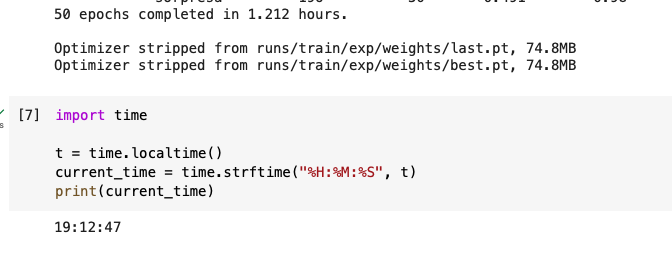 50 epochs completed in 1.212 hours.
Optimizer stripped from runs/train/exp/weights/last.pt, 74.8MB
Optimizer stripped from runs/train/exp/weights/best.pt, 74.8MB
[7] import time
t = time.localtime()
current_time = time.strftime("%H:%M:%S", t)
print(current_time)
19:12:47